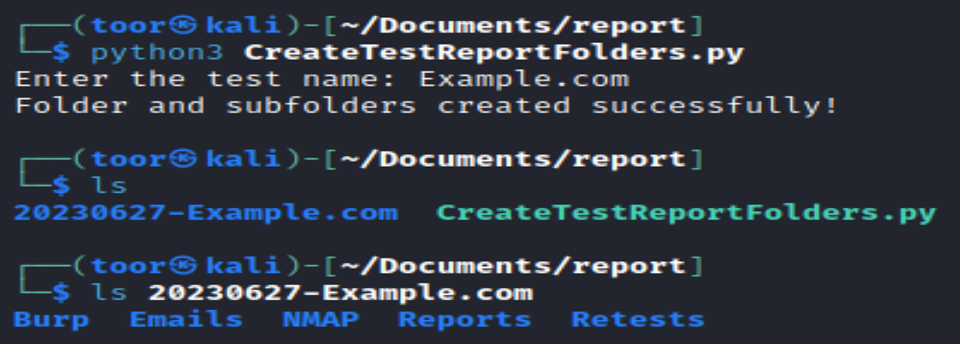 ┌──(toor㉿kali)-[~/Documents/report]
└─$ python3 CreateTestReportFolders.py
Enter the test name: Example.com
Folder and subfolders created successfully!
┌──(toor㉿kali)-[~/Documents/report]
└─$ ls
20230627-Example.com  CreateTestReportFolders.py
┌──(toor㉿kali)-[~/Documents/report]
└─$ ls 20230627-Example.com
Burp  Emails  NMAP  Reports  Retests